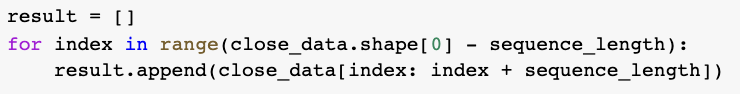 result = []
for index in range(close_data.shape[0] - sequence_length):
    result.append(close_data[index: index + sequence_length])